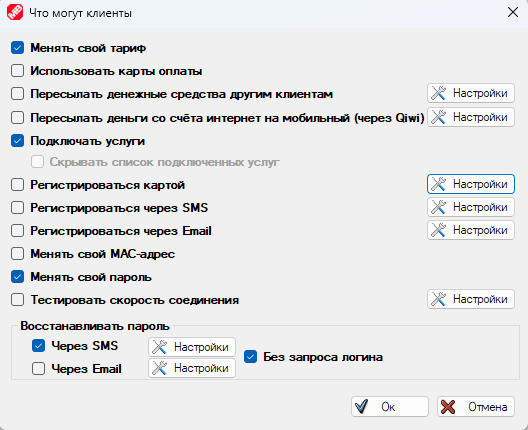 Что могут клиенты
Менять свой тариф
Использовать карты оплаты
Пересылать денежные средства другим клиентам Настройки
Пересылать деньги со счёта интернет на мобильный (через Qiwi) Настройки
Подключать услуги
Скрывать список подключенных услуг
Регистрироваться картой Настройки
Регистрироваться через SMS Настройки
Регистрироваться через Email Настройки
Менять свой MAC-адрес
Менять свой пароль
Тестировать скорость соединения Настройки
Восстанавливать пароль
Через SMS Настройки
Без запроса логина
Через Email Настройки
Ок Отмена